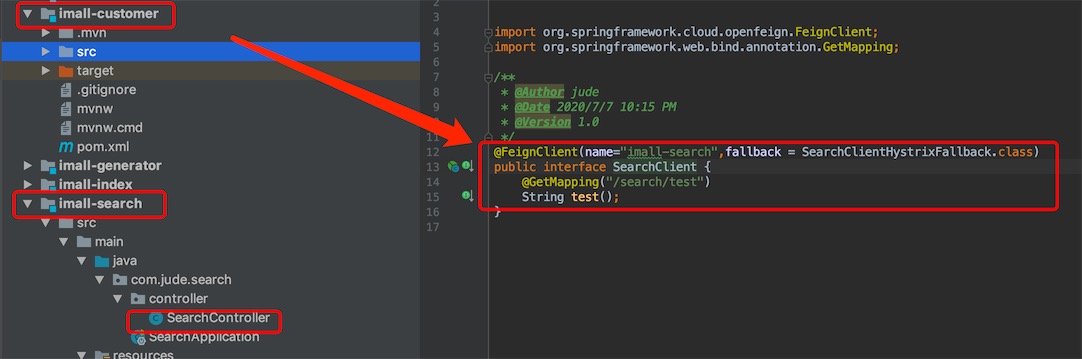 imall-customer
.mvn
src
target
.gitignore
mvnw
mvnw.cmd
pom.xml
imall-generator
imall-index
imall-search
src
main
java
com.jude.search
controller
SearchController
SearchApplication
resources
2
3
4 import org.springframework.cloud.openfeign.FeignClient;
5 import org.springframework.web.bind.annotation.GetMapping;
6
7 /**
8 * @Author jude
9 * @Date 2020/7/7 10:15 PM
10 * @Version 1.0
11 */
12 @FeignClient(name="imall-search",fallback = SearchClientHystrixFallback.class)
13 public interface SearchClient {
14 @GetMapping("/search/test")
15 String test();
16 }
17